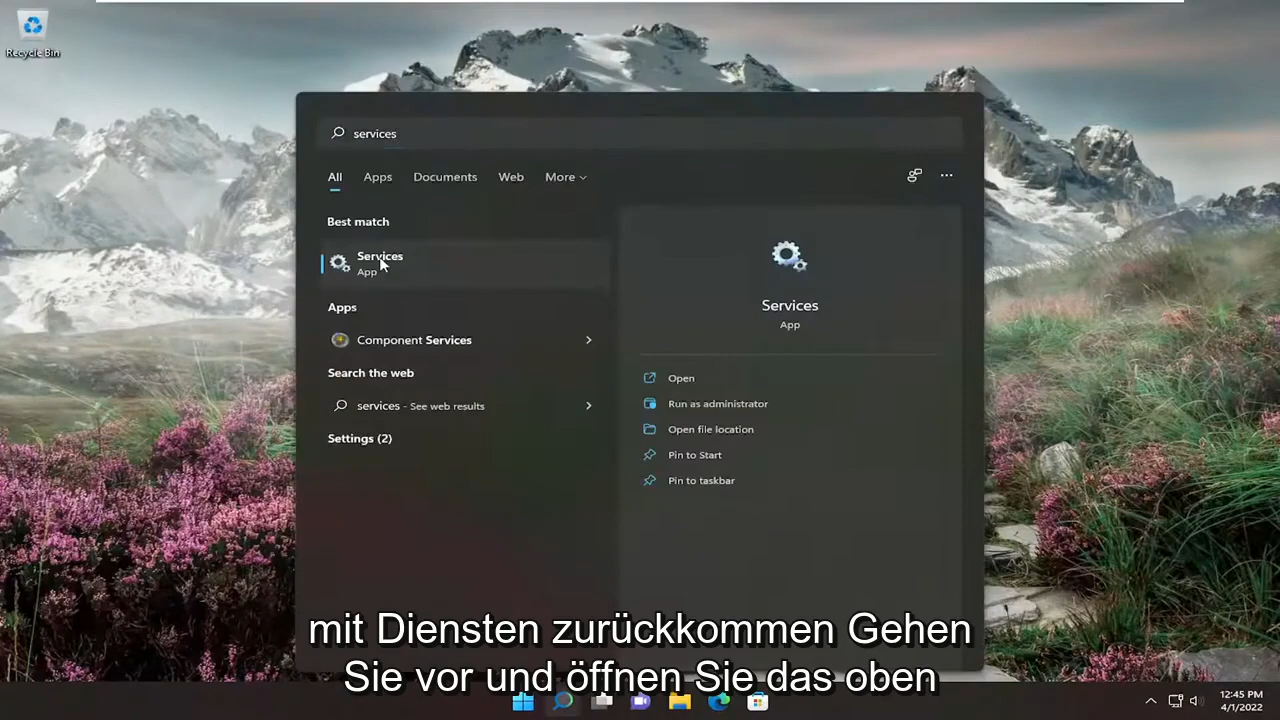 Recycle Bin
services
All Apps Documents Web More
Best match
Services
App
Apps
Component Services
Search the web
services - See web results
Settings (2)
Services
App
Open
Run as administrator
Open file location
Pin to Start
Pin to taskbar
mit Diensten zurückkommen Gehen
Sie vor und öffnen Sie das oben
12:45 PM
4/1/2022